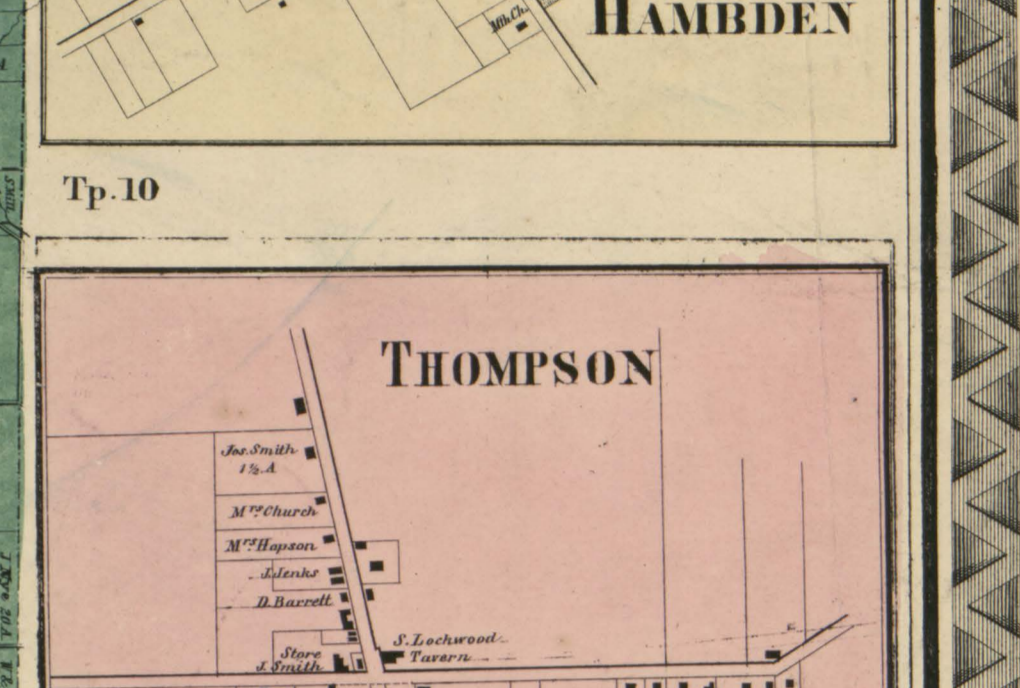 Mth. Ch.
HAMBDEN
Tp. 10
THOMPSON
Jos. Smith
1½ A
Mrs. Church
Mrs. Hopson
J. Jenks
D. Barrett
S. Lockwood
Tavern
Store
J. Smith